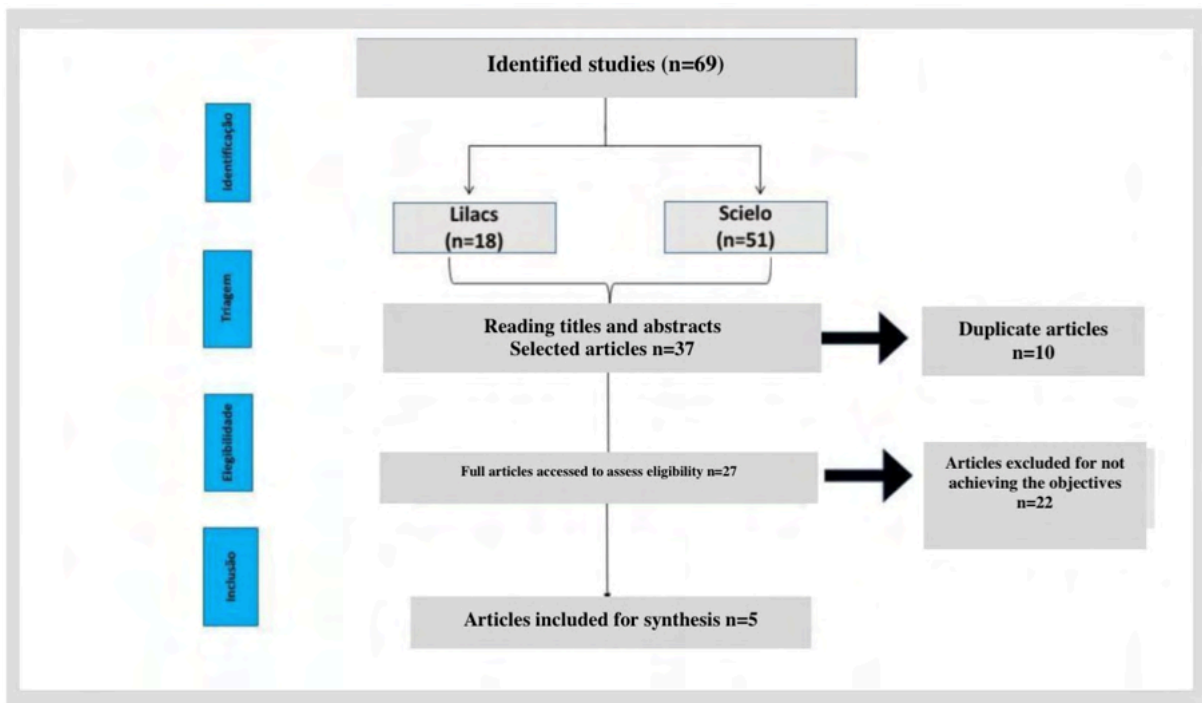 Identified studies (n=69)
Identificação
Lilacs
(n=18)
Scielo
(n=51)
Triagem
Reading titles and abstracts
Selected articles n=37
Duplicate articles
n=10
Elegibilidade
Full articles accessed to assess eligibility n=27
Articles excluded for not
achieving the objectives
n=22
Inclusão
Articles included for synthesis n=5